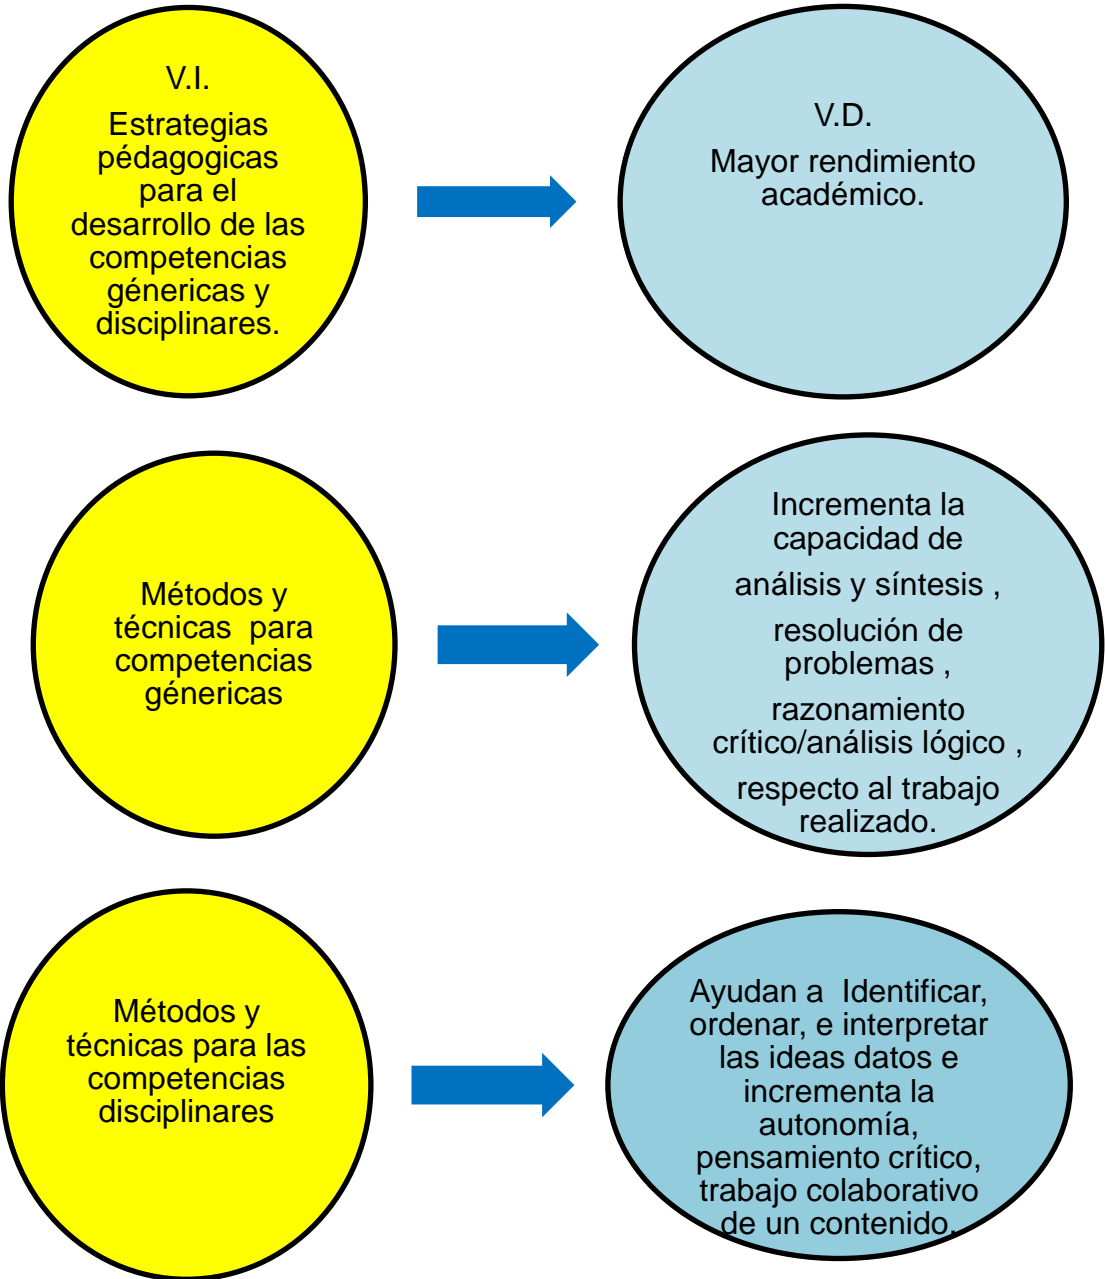 V.I.
Estrategias
pédagogicas
para el
desarrollo de las
competencias
génericas y
disciplinares.
V.D.
Mayor rendimiento
académico.
Métodos y
técnicas para
competencias
génericas
Incrementa la
capacidad de
análisis y síntesis ,
resolución de
problemas ,
razonamiento
crítico/análisis lógico ,
respecto al trabajo
realizado.
Métodos y
técnicas para las
competencias
disciplinares
Ayudan a Identificar,
ordenar, e interpretar
las ideas datos e
incrementa la
autonomía,
pensamiento crítico,
trabajo colaborativo
de un contenido.